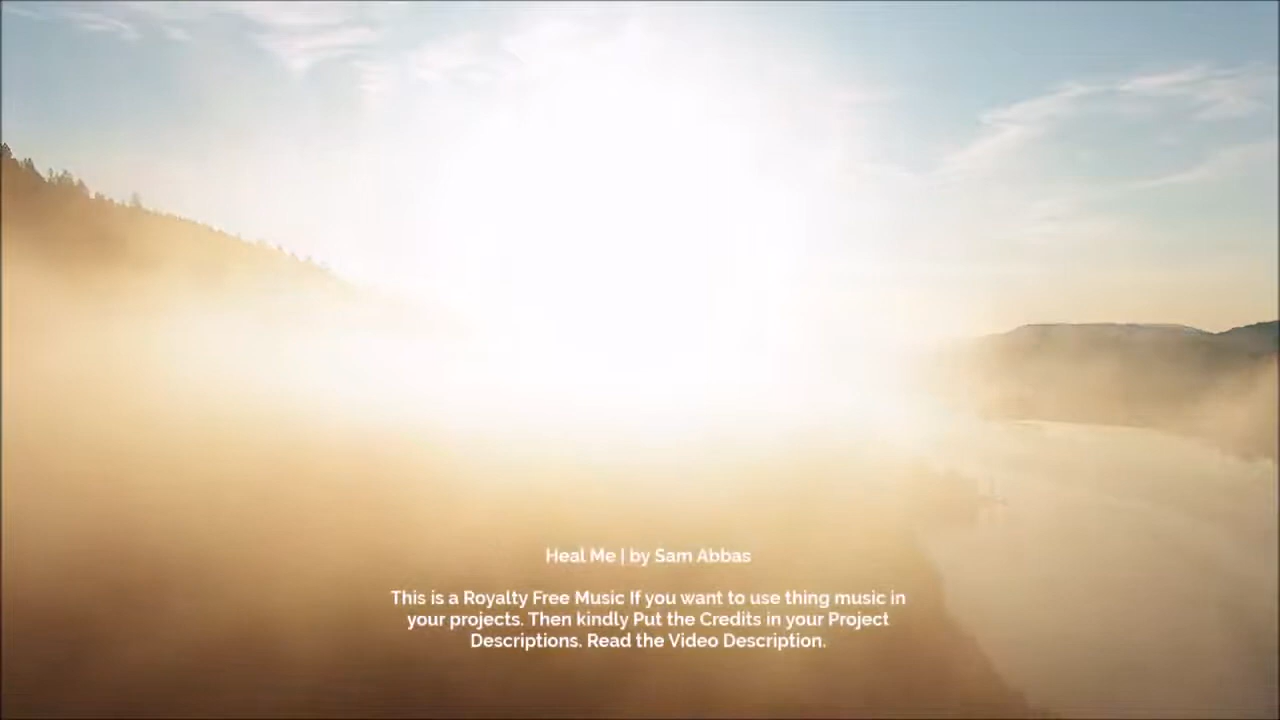 Heal Me | by Sam Abbas
This is a Royalty Free Music If you want to use thing music in
your projects. Then kindly Put the Credits in your Project
Descriptions. Read the Video Description.